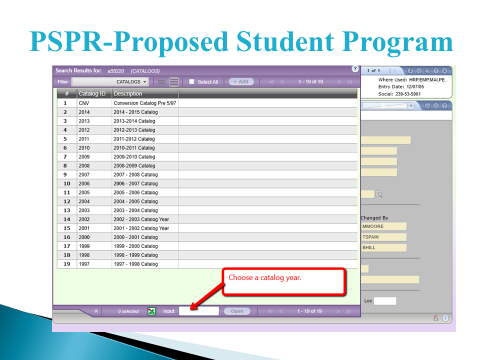 PSPR-Proposed Student Program
Search Results for: s55220 (CATALOGS)
Filter: CATALOGS Select All + Add 1 - 19 of 19
# Catalog ID Description
1 CNV Conversion Catalog Pre 5/97
2 2014 2014 - 2015 Catalog
3 2013 2013-2014 Catalog
4 2012 2012-2013 Catalog
5 2011 2011-2012 Catalog
6 2010 2010-2011 Catalog
7 2009 2009-2010 Catalog
8 2008 2008-2009 Catalog
9 2007 2007 - 2008 Catalog
10 2006 2006 - 2007 Catalog
11 2005 2005 - 2006 Catalog
12 2004 2004 - 2005 Catalog
13 2003 2003 - 2004 Catalog
14 2002 2002 - 2003 Catalog Year
15 2001 2001 - 2002 Catalog Year
16 2000 2000 - 2001 Catalog
17 1999 1999 - 2000 Catalog
18 1998 1998 - 1999 Catalog
19 1997 1997 - 1998 Catalog
Choose a catalog year.
0 selected Input Open 1 - 19 of 19
1 of 1
Where Used:
Entry Date: 12/07/05
Changed By
MMOORE
TSPAIN
BHILL
Loc